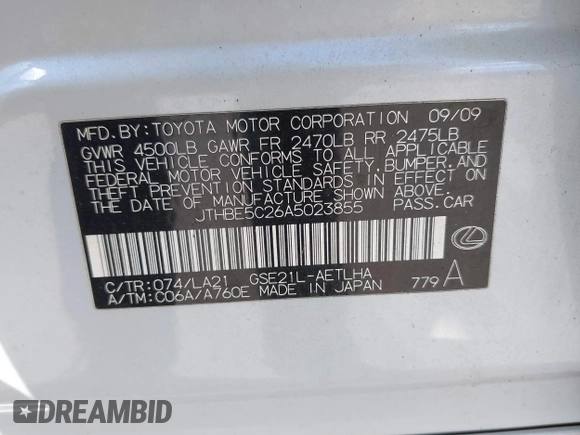 MFD. BY: TOYOTA MOTOR CORPORATION 09/09
GVWR 4500LB GAWR FR 2470LB RR 2475LB
THIS VEHICLE CONFORMS TO ALL APPLICABLE
FEDERAL MOTOR VEHICLE SAFETY, BUMPER, AND
THEFT PREVENTION STANDARDS IN EFFECT ON
THE DATE OF MANUFACTURE SHOWN ABOVE.
JTHBE5C26A5023855 PASS. CAR
C/TR: 074/LA21 GSE21L-AETLHA
A/TM: C06A/A760E MADE IN JAPAN 779 A
DREAMBID